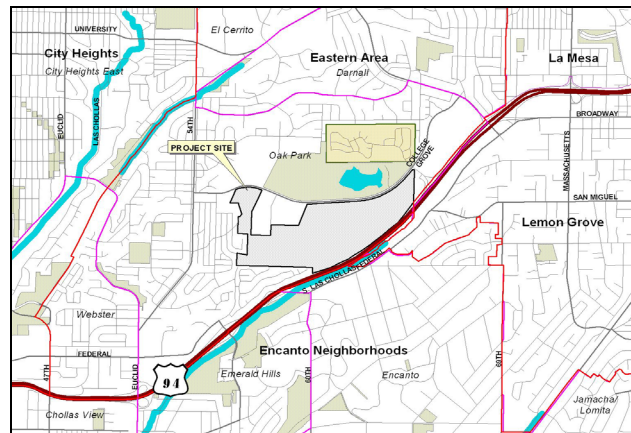 El Cerrito
UNIVERSITY
City Heights
Eastern Area
La Mesa
City Heights East
Darnall
EUCLID
LAS CHOLLAS
54TH
BROADWAY
MASSACHUSETTS
PROJECT SITE
Oak Park
COLLEGE
GROVE
SAN MIGUEL
Lemon Grove
S. LAS CHOLLAS
FEDERAL
Webster
FEDERAL
Encanto Neighborhoods
47TH
EUCLID
94
Emerald Hills
60TH
Encanto
69TH
Chollas View
Jamacha/
Lomita